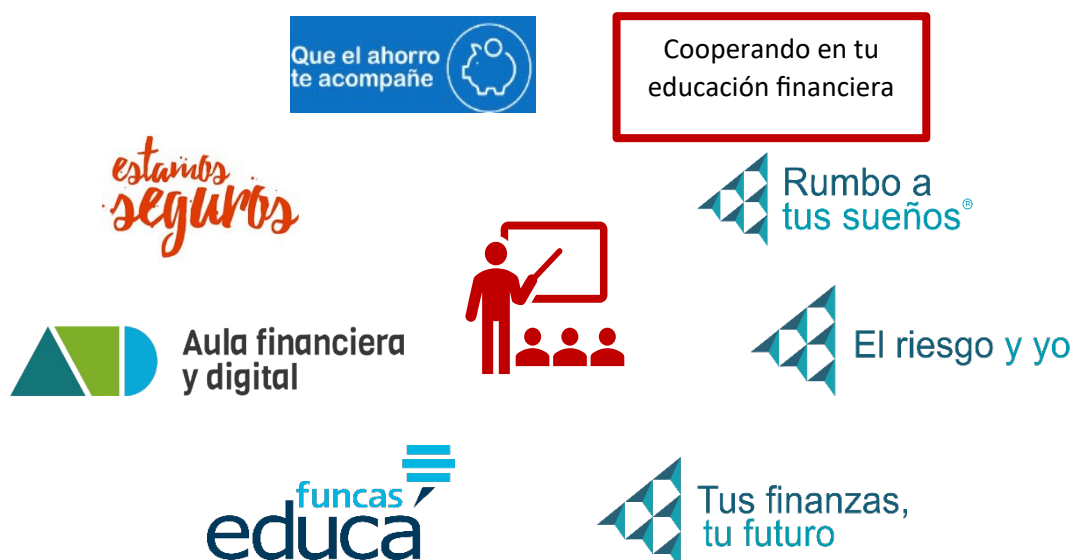 Que el ahorro
te acompañe
Cooperando en tu
educación financiera
estamos
seguros
Rumbo a
tus sueños®
Aula financiera
y digital
El riesgo y yo
funcas
educa
Tus finanzas,
tu futuro